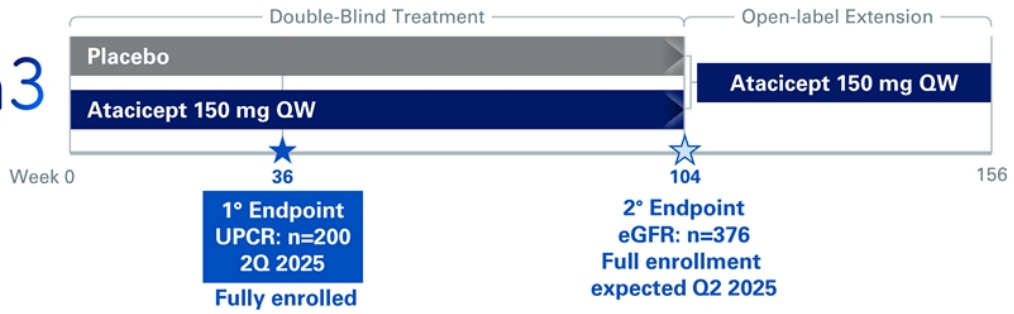 Double-Blind Treatment
Open-label Extension
3
Placebo
Atacicept 150 mg QW
Atacicept 150 mg QW
Week 0
36
104
156
1° Endpoint
UPCR: n=200
2Q 2025
Fully enrolled
2° Endpoint
eGFR: n=376
Full enrollment
expected Q2 2025